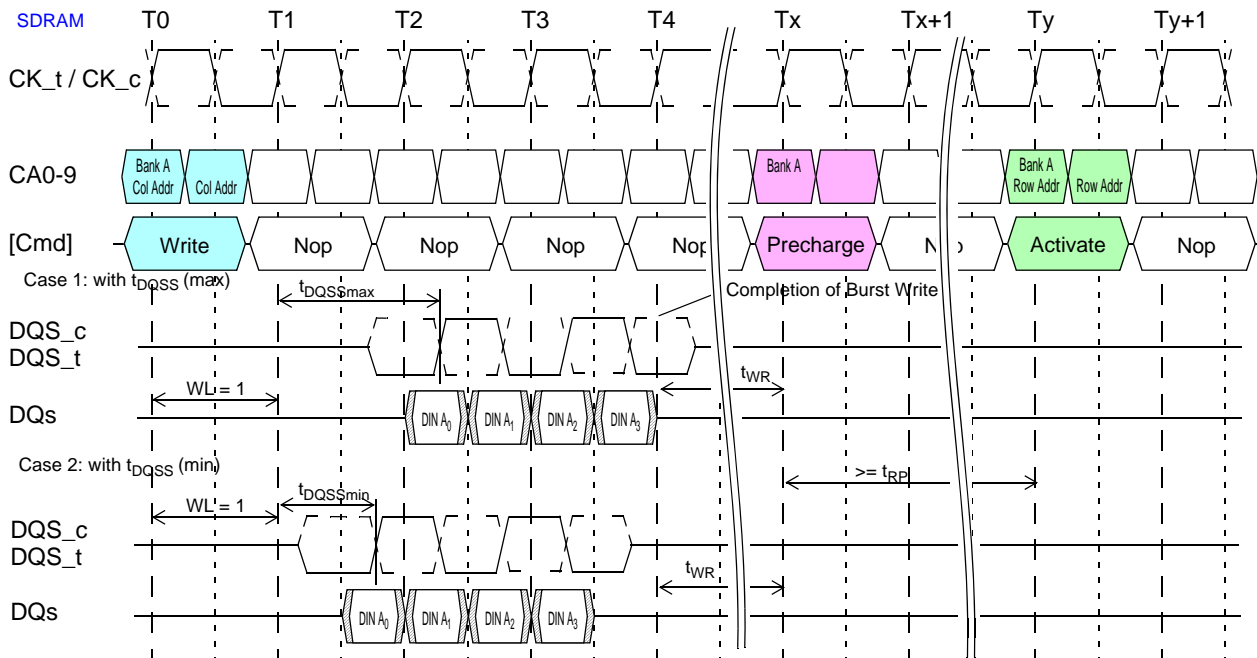 SDRAM T0 T1 T2 T3 T4 Tx Tx+1 Ty Ty+1
CK_t / CK_c
CA0-9 Bank A Col Addr Col Addr Bank A Bank A Row Addr Row Addr
[Cmd] Write Nop Nop Nop Nop Precharge Nop Activate Nop
Case 1: with tDQSS (max)
tDQSSmax
Completion of Burst Write
DQS_c
DQS_t
WL = 1
tWR
DQs DIN A0 DIN A1 DIN A2 DIN A3
Case 2: with tDQSS (min)
>= tRP
WL = 1
tDQSSmin
DQS_c
DQS_t
tWR
DQs DIN A0 DIN A1 DIN A2 DIN A3